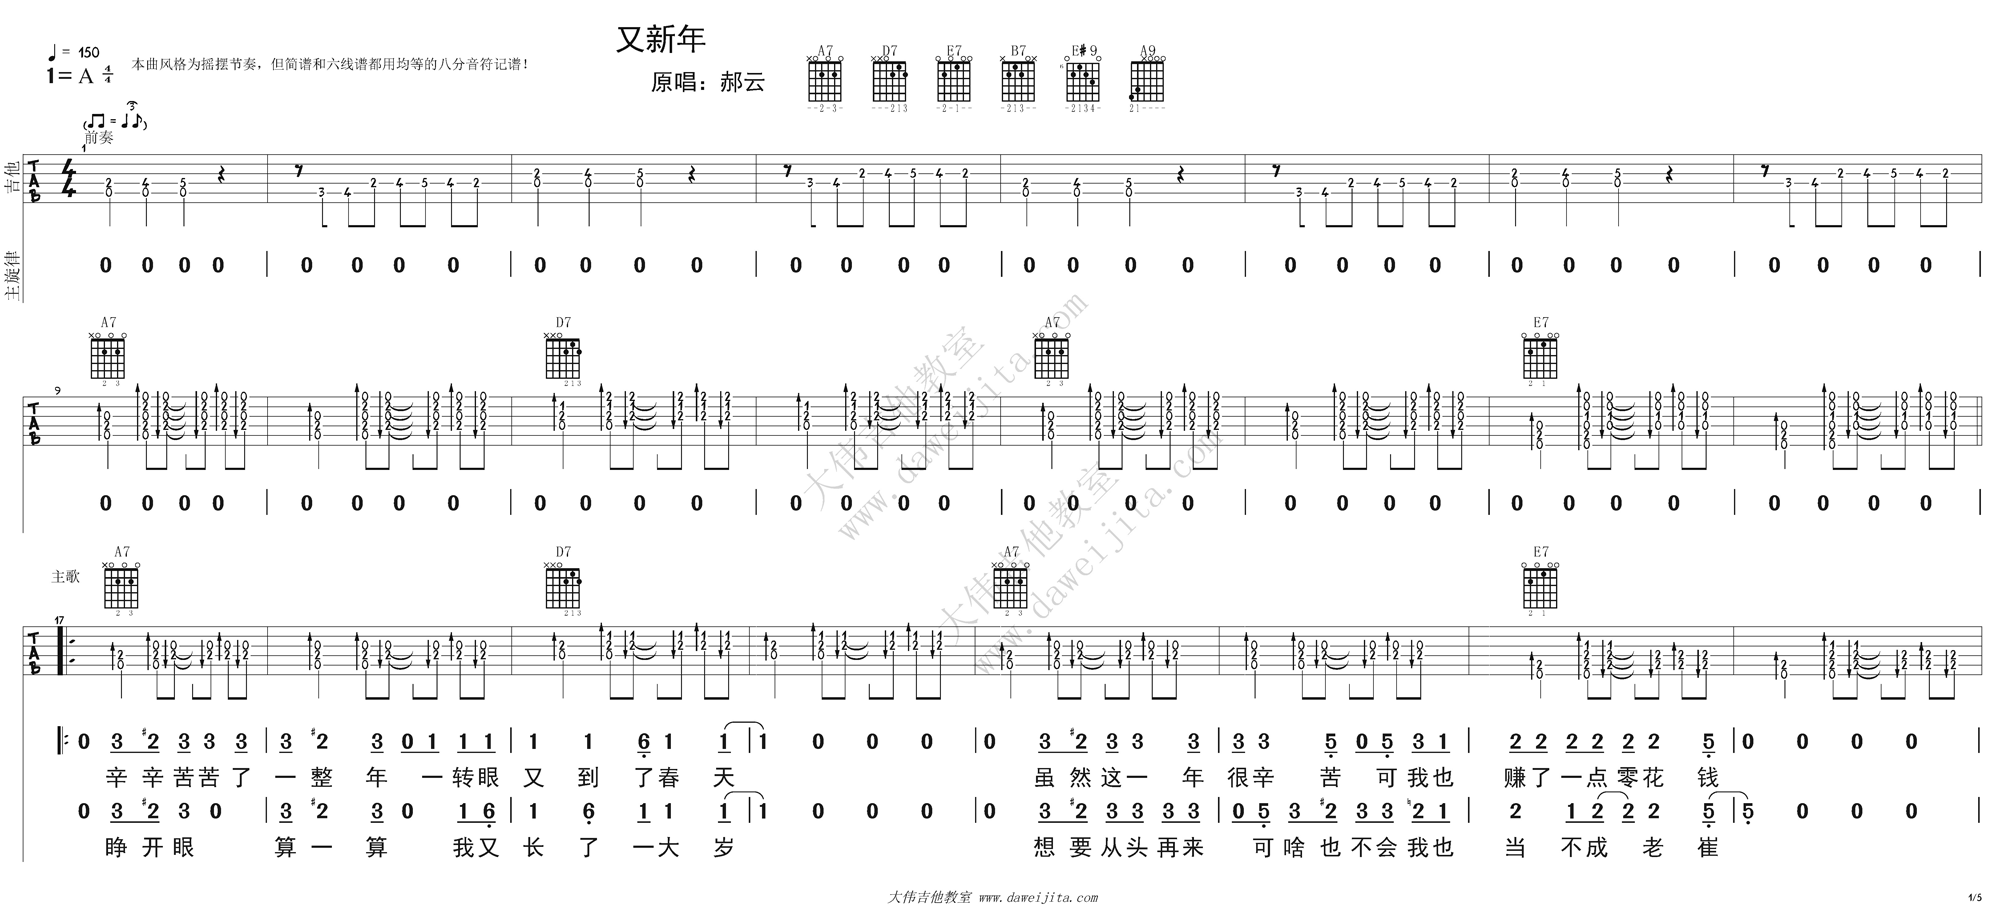 又新年
♩= 150
1= A 4/4
本曲风格为摇摆节奏，但简谱和六线谱都用均等的八分音符记谱！
原唱：郝云
A7 D7 E7 B7 E#9 A9
前奏
吉他
主旋律
0 0 0 0 | 0 0 0 0 | 0 0 0 0 | 0 0 0 0 | 0 0 0 0 | 0 0 0 0 | 0 0 0 0 | 0 0 0 0 |
A7 D7 A7 E7
9
0 0 0 0 | 0 0 0 0 | 0 0 0 0 | 0 0 0 0 | 0 0 0 0 | 0 0 0 0 | 0 0 0 0 | 0 0 0 0 |
A7 D7 A7 E7
主歌
17
0 3 #2 3 3 3 | 3 #2 3 0 1 1 1 | 1 1 6 1 1 | 1 0 0 0 | 0 3 #2 3 3 3 | 3 3 5 0 5 3 1 | 2 2 2 2 2 2 5 | 0 0 0 0 |
辛辛苦苦了 一整年 一转眼 又到了春天 虽然这一年很辛苦 可我也 赚了一点零花钱
0 3 #2 3 0 | 3 #2 3 0 1 6 | 1 6 1 1 1 | 1 0 0 0 | 0 3 #2 3 3 3 | 0 5 3 #2 3 3 ♮2 1 | 2 1 2 2 2 5 | 5 0 0 0 |
睁开眼 算一算 我又长了一大岁 想要从头再来 可啥也不会我也 当不成老崔
大伟吉他教室
www.daweijita.com
大伟吉他教室
www.daweijita.com
大伟吉他教室 www.daweijita.com
1/5